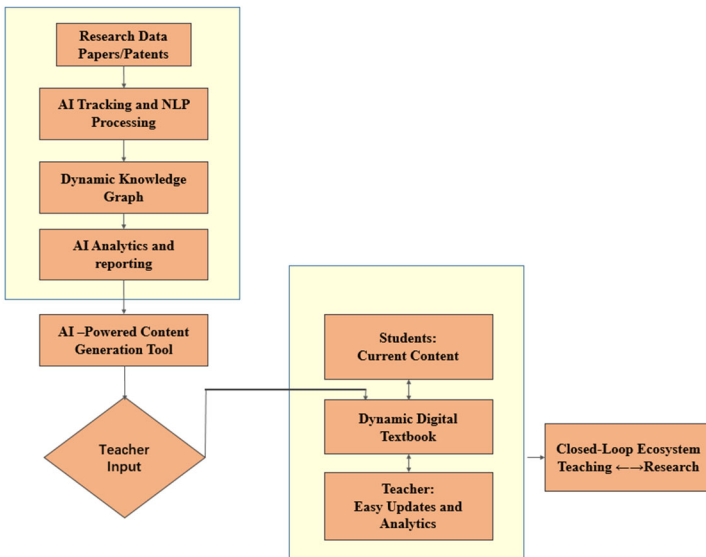 Research Data
Papers/Patents
AI Tracking and NLP
Processing
Dynamic Knowledge
Graph
AI Analytics and
reporting
AI –Powered Content
Generation Tool
Teacher
Input
Students:
Current Content
Dynamic Digital
Textbook
Teacher:
Easy Updates and
Analytics
Closed-Loop Ecosystem
Teaching ←→Research